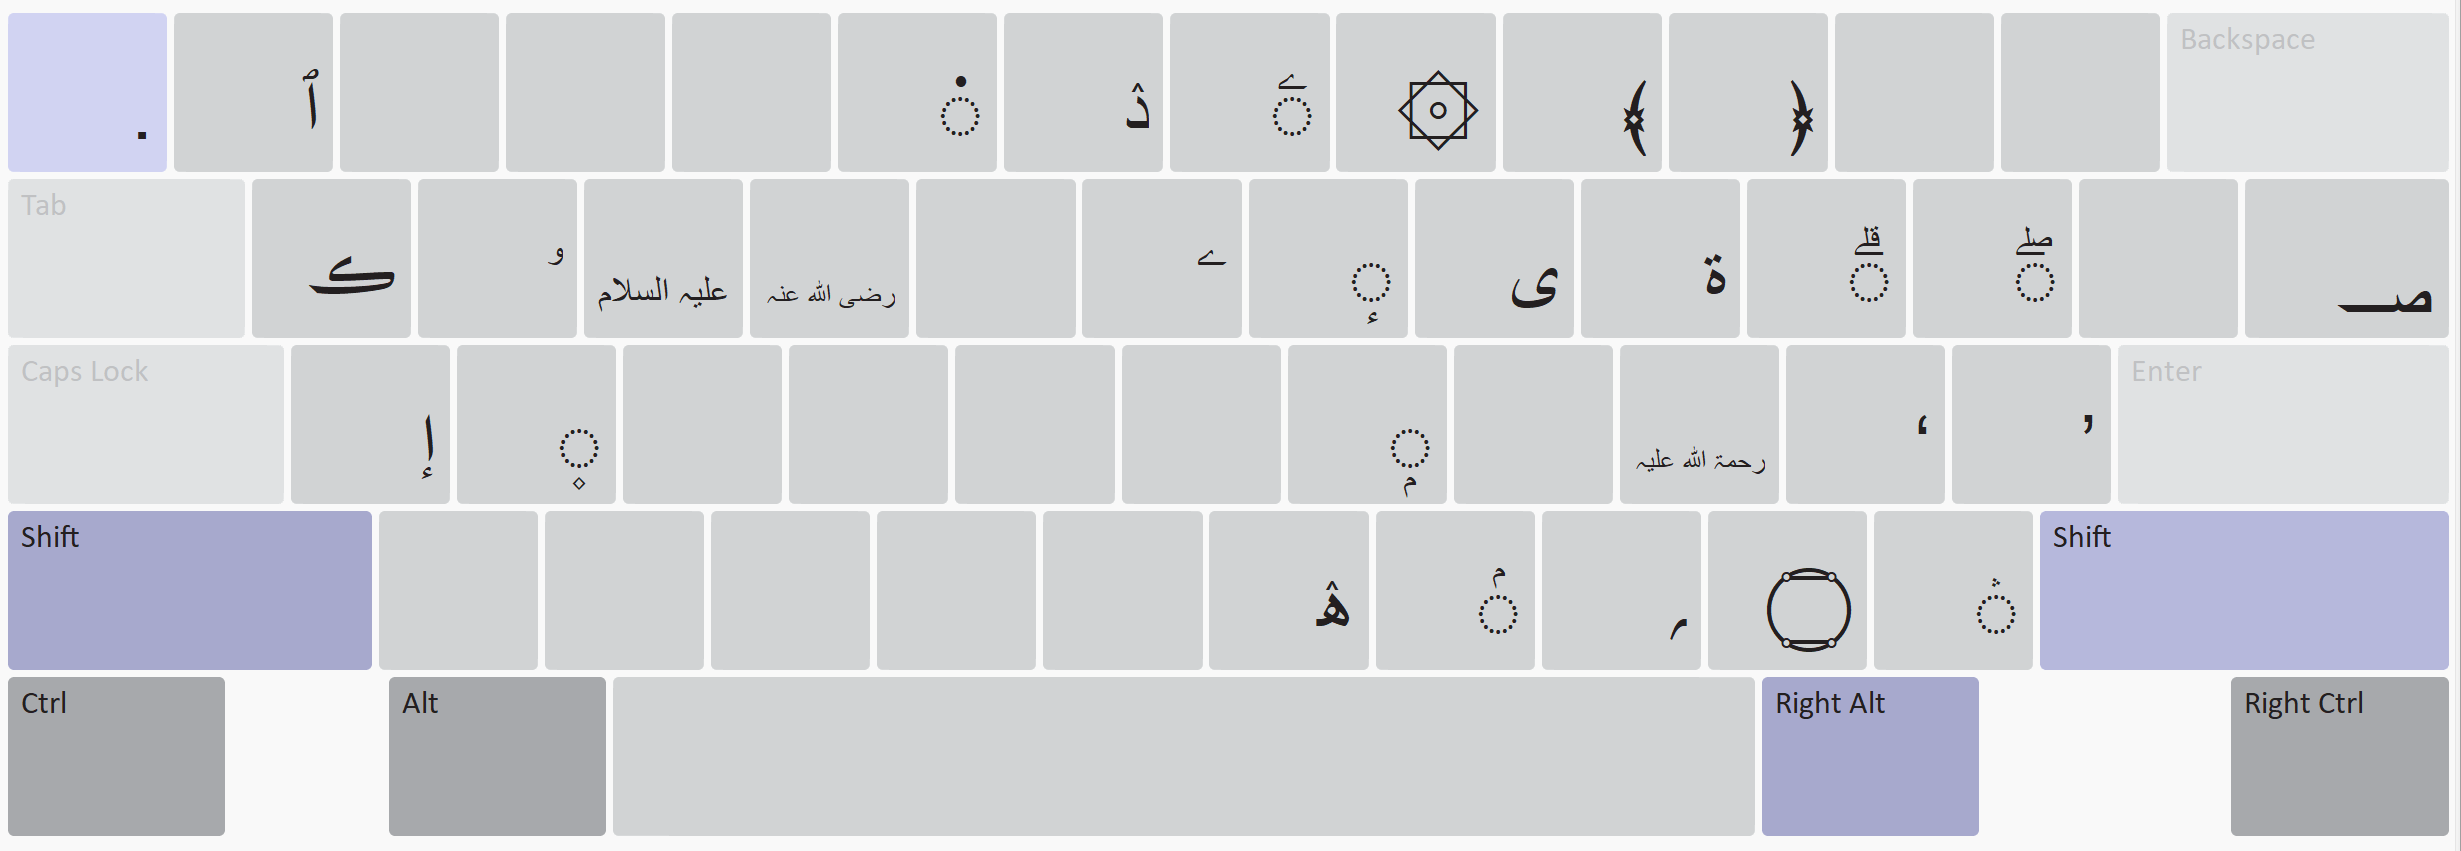 . ٱ ◌۬ ڎ ◌ۓ ۞ ﴾ ﴿ Backspace
Tab ك ۥ علیہ السلام رضی اللہ عنہ ے ◌ٕ ى ة ◌ۗ ◌ۖ صـ
Caps Lock إ ◌ ◌ۭ رحمۃ اللہ علیہ ، ’ Enter
Shift ھ ◌ۢ ؍ ۝ ◌ۛ Shift
Ctrl Alt Right Alt Right Ctrl